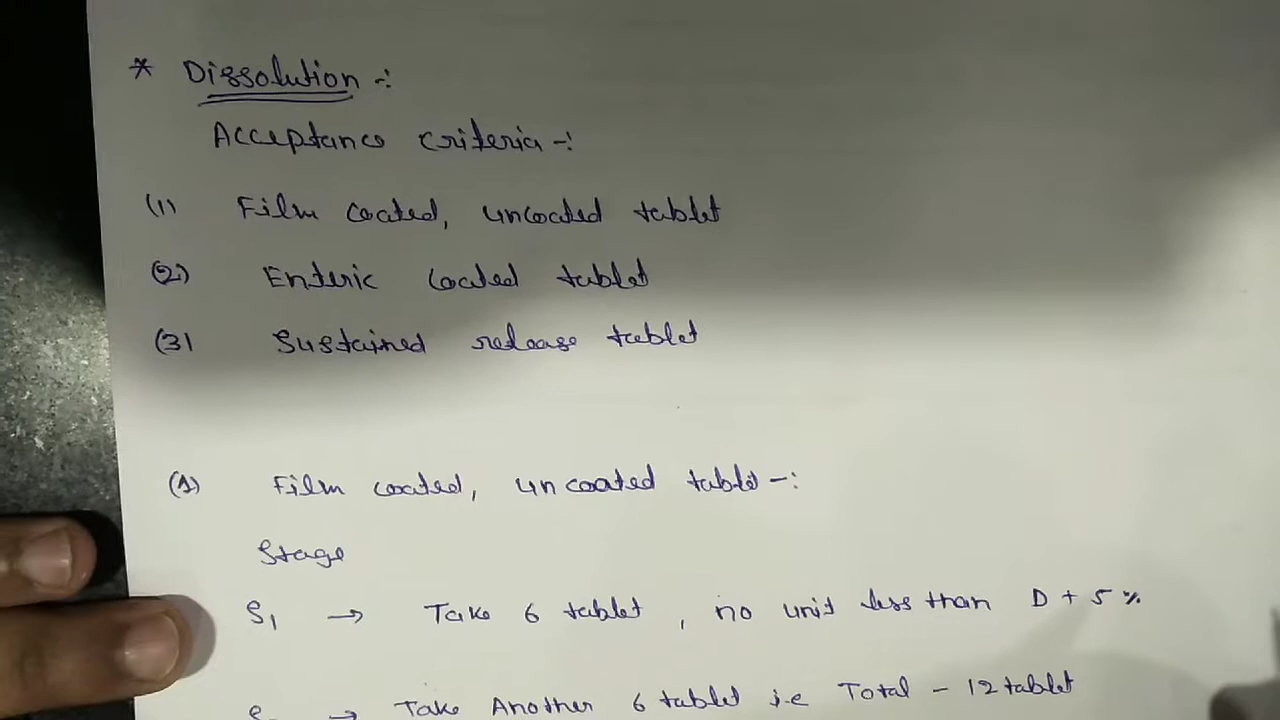 * Dissolution -:
Acceptance criteria -:
(1) Film coated, uncoated tablet
(2) Enteric coated tablet
(3) Sustained release tablet
(1) Film coated, uncoated tablet -:
Stage
S1 → Take 6 tablet, no unit less than D + 5 %
→ Take Another 6 tablet i.e Total - 12 tablet